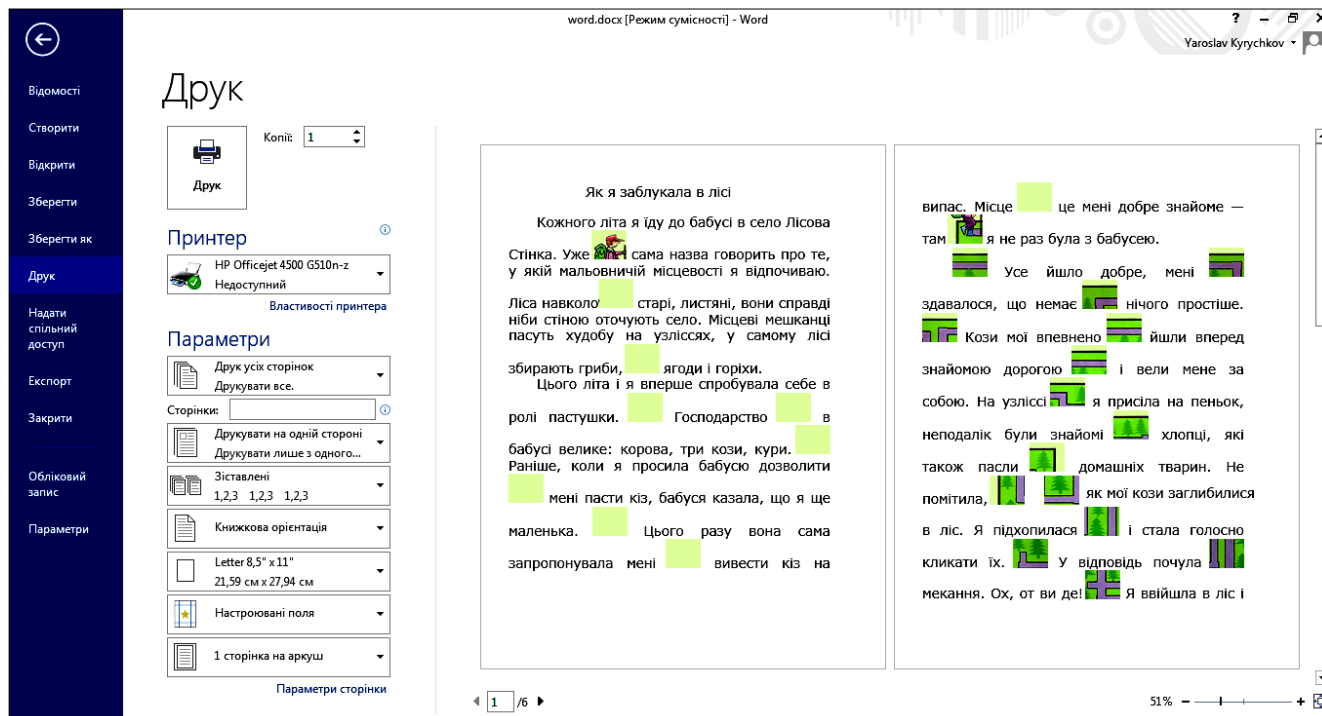 word.docx [Режим сумісності] - Word
?
Yaroslav Kyrychkov
Відомості
Створити
Відкрити
Зберегти
Зберегти як
Друк
Надати
спільний
доступ
Експорт
Закрити
Обліковий
запис
Параметри
Друк
Друк
Копії: 1
Принтер
HP Officejet 4500 G510n-z
Недоступний
Властивості принтера
Параметри
Друк усіх сторінок
Друкувати все.
Сторінки:
Друкувати на одній стороні
Друкувати лише з одного...
Зіставлені
1,2,3 1,2,3 1,2,3
Книжкова орієнтація
Letter 8,5" x 11"
21,59 см x 27,94 см
Настроювані поля
1 сторінка на аркуш
Параметри сторінки
Як я заблукала в лісі
Кожного літа я їду до бабусі в село Лісова
Стінка. Уже сама назва говорить про те,
у якій мальовничій місцевості я відпочиваю.
Ліса навколо старі, листяні, вони справді
ніби стіною оточують село. Місцеві мешканці
пасуть худобу на узліссях, у самому лісі
збирають гриби, ягоди і горіхи.
Цього літа і я вперше спробувала себе в
ролі пастушки. Господарство в
бабусі велике: корова, три кози, кури.
Раніше, коли я просила бабусю дозволити
мені пасти кіз, бабуся казала, що я ще
маленька. Цього разу вона сама
запропонувала мені вивести кіз на
випас. Місце це мені добре знайоме —
там я не раз була з бабусею.
Усе йшло добре, мені
здавалося, що немає нічого простіше.
Кози мої впевнено йшли вперед
знайомою дорогою і вели мене за
собою. На узліссі я присіла на пеньок,
неподалік були знайомі хлопці, які
також пасли домашніх тварин. Не
помітила, як мої кози заглибилися
в ліс. Я підхопилася і стала голосно
кликати їх. У відповідь почула
мекання. Ох, от ви де! Я ввійшла в ліс і
1 /6
51%